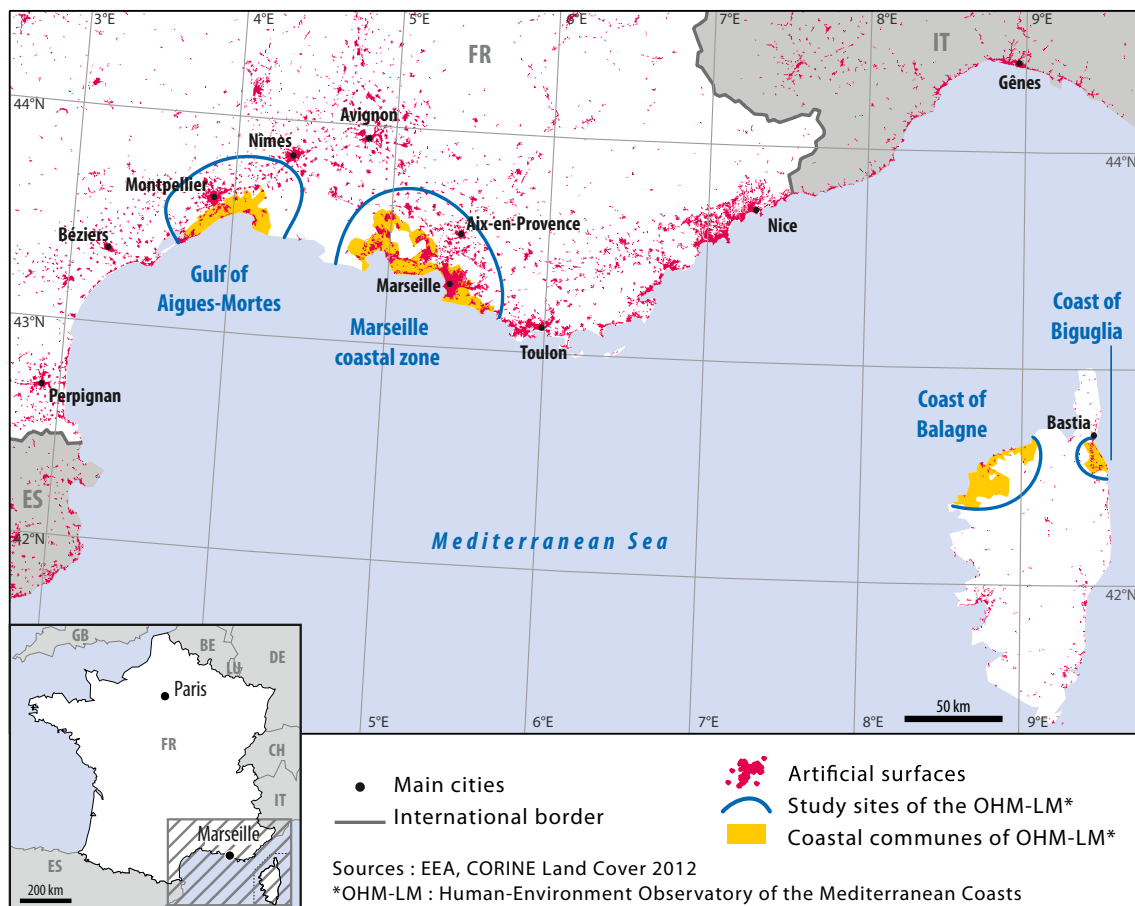 3°E
4°E
5°E
6°E
7°E
8°E
9°E
FR
IT
Gênes
44°N
Avignon
Nîmes
44°N
Montpellier
Aix-en-Provence
Béziers
Nice
Gulf of
Aigues-Mortes
Marseille
Coast of
Biguglia
43°N
Marseille
coastal zone
Toulon
Perpignan
Coast of
Balagne
Bastia
ES
42°N
Mediterranean Sea
42°N
5°E
6°E
7°E
8°E
9°E
50 km
GB
BE
LU
DE
Paris
FR
CH
IT
Marseille
ES
200 km
Main cities
International border
Artificial surfaces
Study sites of the OHM-LM*
Coastal communes of OHM-LM*
Sources : EEA, CORINE Land Cover 2012
*OHM-LM : Human-Environment Observatory of the Mediterranean Coasts